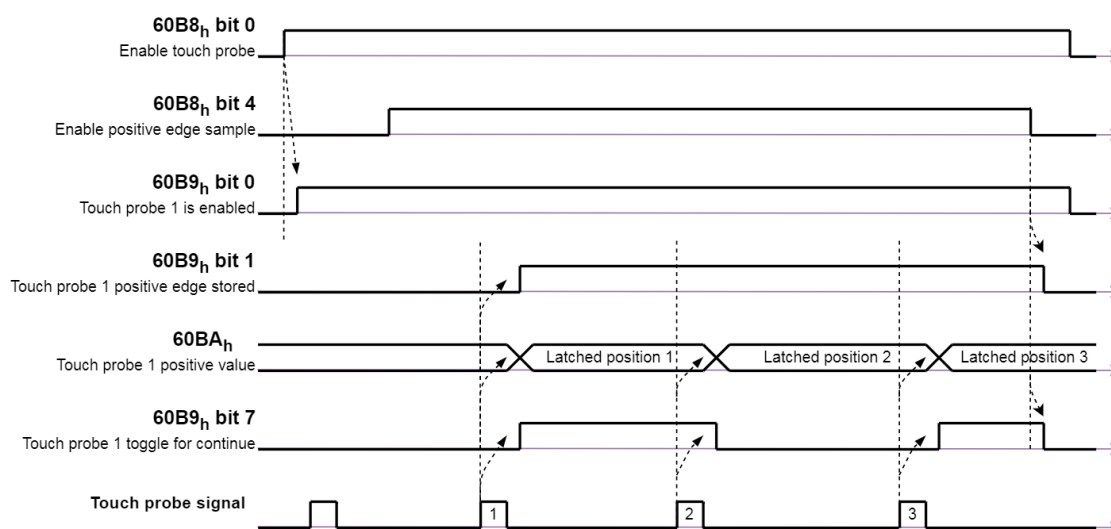 60B8h bit 0
Enable touch probe
60B8h bit 4
Enable positive edge sample
60B9h bit 0
Touch probe 1 is enabled
60B9h bit 1
Touch probe 1 positive edge stored
60BAh
Touch probe 1 positive value
Latched position 1 Latched position 2 Latched position 3
60B9h bit 7
Touch probe 1 toggle for continue
Touch probe signal
1 2 3